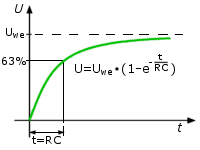 U
Uwe
63%
U=Uwe•(1-e^-t/RC)
t=RC
t